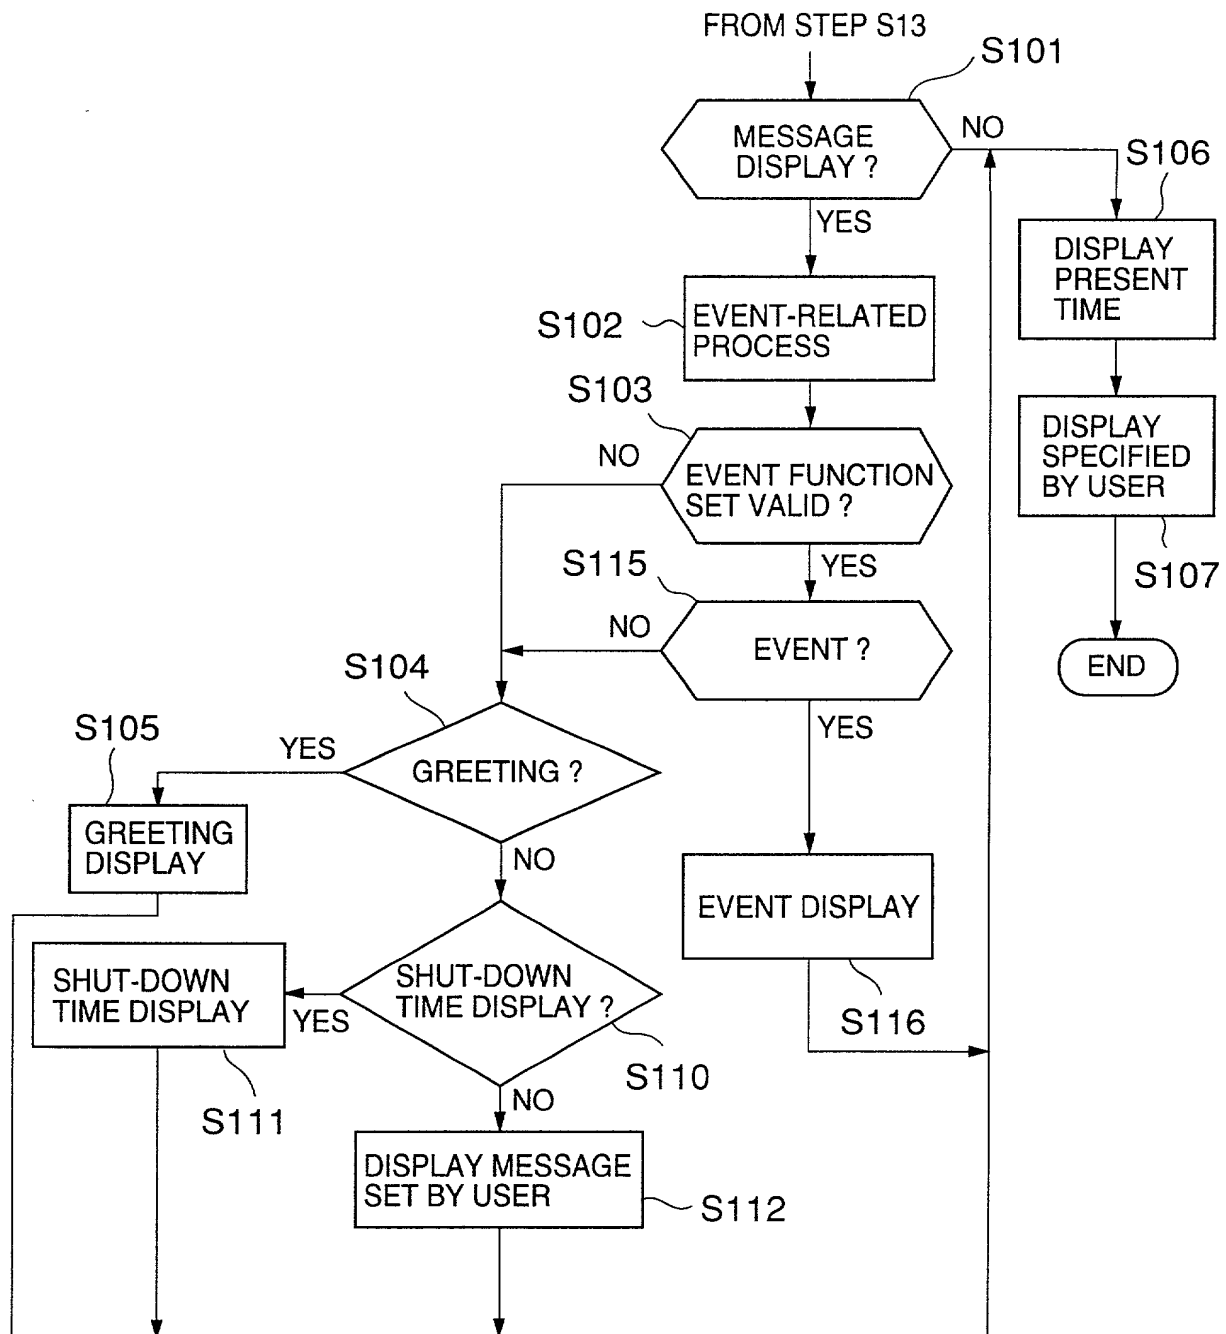 FROM STEP S13
S101
MESSAGE
DISPLAY ?
NO
YES
S106
DISPLAY
PRESENT
TIME
S102
EVENT-RELATED
PROCESS
S103
NO
EVENT FUNCTION
SET VALID ?
YES
DISPLAY
SPECIFIED
BY USER
S107
END
S115
NO
EVENT ?
YES
S104
GREETING ?
YES
NO
S105
GREETING
DISPLAY
EVENT DISPLAY
S116
SHUT-DOWN
TIME DISPLAY ?
S110
YES
NO
SHUT-DOWN
TIME DISPLAY
S111
DISPLAY MESSAGE
SET BY USER
S112